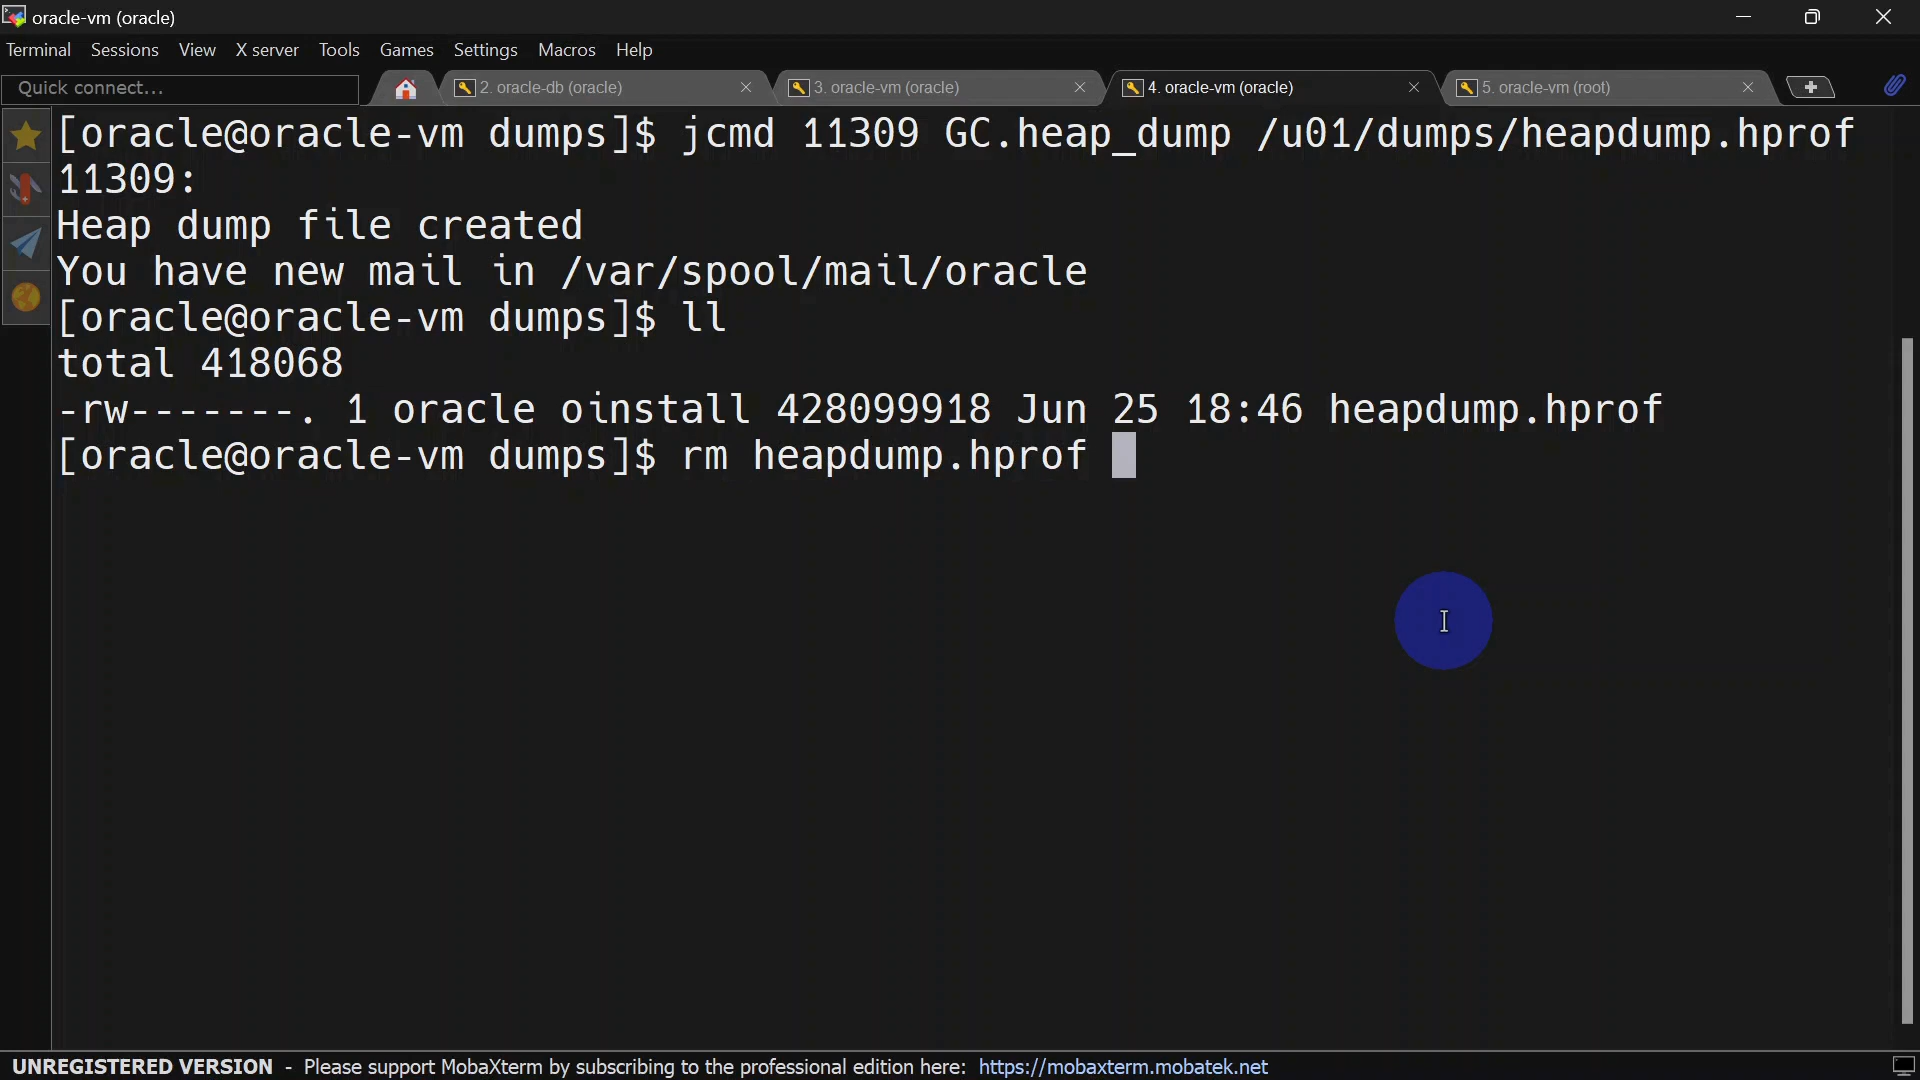 oracle-vm (oracle)
Terminal Sessions View X server Tools Games Settings Macros Help
Quick connect... 2. oracle-db (oracle) 3. oracle-vm (oracle) 4. oracle-vm (oracle) 5. oracle-vm (root)
[oracle@oracle-vm dumps]$ jcmd 11309 GC.heap_dump /u01/dumps/heapdump.hprof
11309:
Heap dump file created
You have new mail in /var/spool/mail/oracle
[oracle@oracle-vm dumps]$ ll
total 418068
-rw-------. 1 oracle oinstall 428099918 Jun 25 18:46 heapdump.hprof
[oracle@oracle-vm dumps]$ rm heapdump.hprof
UNREGISTERED VERSION - Please support MobaXterm by subscribing to the professional edition here: https://mobaxterm.mobatek.net